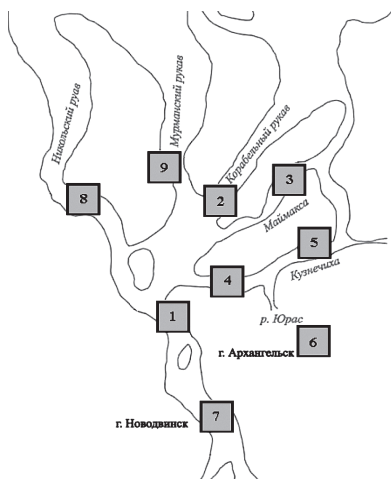 Никольский руав
Мурманский рукав
Корабельный рукав
9
3
8
2
Маймакса
5
Кузнечиха
4
1
р. Юрас
г. Архангельск
6
г. Новодвинск
7